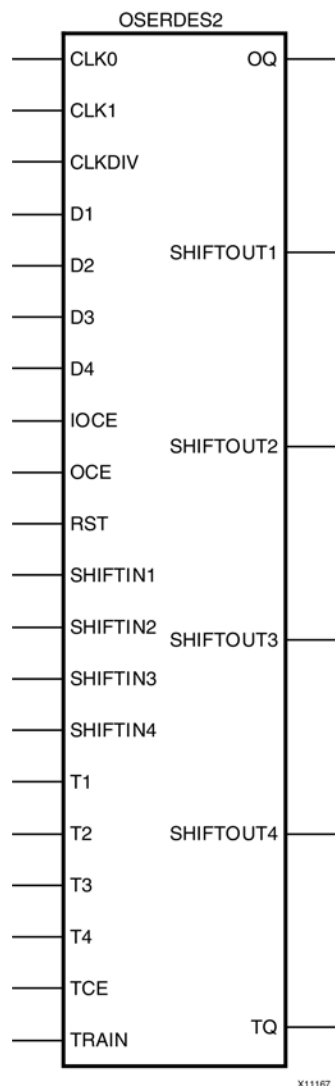 OSERDES2
CLK0 OQ
CLK1
CLKDIV
D1
SHIFTOUT1
D2
D3
D4
IOCE
SHIFTOUT2
OCE
RST
SHIFTIN1
SHIFTIN2
SHIFTOUT3
SHIFTIN3
SHIFTIN4
T1
T2 SHIFTOUT4
T3
T4
TCE
TQ
TRAIN
X11167